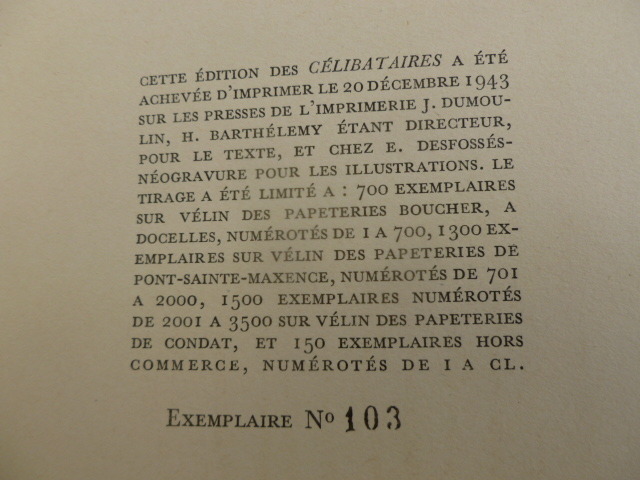 CETTE ÉDITION DES CÉLIBATAIRES A ÉTÉ
ACHEVÉE D'IMPRIMER LE 20 DÉCEMBRE 1943
SUR LES PRESSES DE L'IMPRIMERIE J. DUMOU-
LIN, H. BARTHÉLEMY ÉTANT DIRECTEUR,
POUR LE TEXTE, ET CHEZ E. DESFOSSÉS-
NÉOGRAVURE POUR LES ILLUSTRATIONS. LE
TIRAGE A ÉTÉ LIMITÉ A : 700 EXEMPLAIRES
SUR VÉLIN DES PAPETERIES BOUCHER, A
DOCELLES, NUMÉROTÉS DE 1 A 700, 1300 EX-
EMPLAIRES SUR VÉLIN DES PAPETERIES DE
PONT-SAINTE-MAXENCE, NUMÉROTÉS DE 701
A 2000, 1500 EXEMPLAIRES NUMÉROTÉS
DE 2001 A 3500 SUR VÉLIN DES PAPETERIES
DE CONDAT, ET 150 EXEMPLAIRES HORS
COMMERCE, NUMÉROTÉS DE I A CL.
EXEMPLAIRE Nº 103